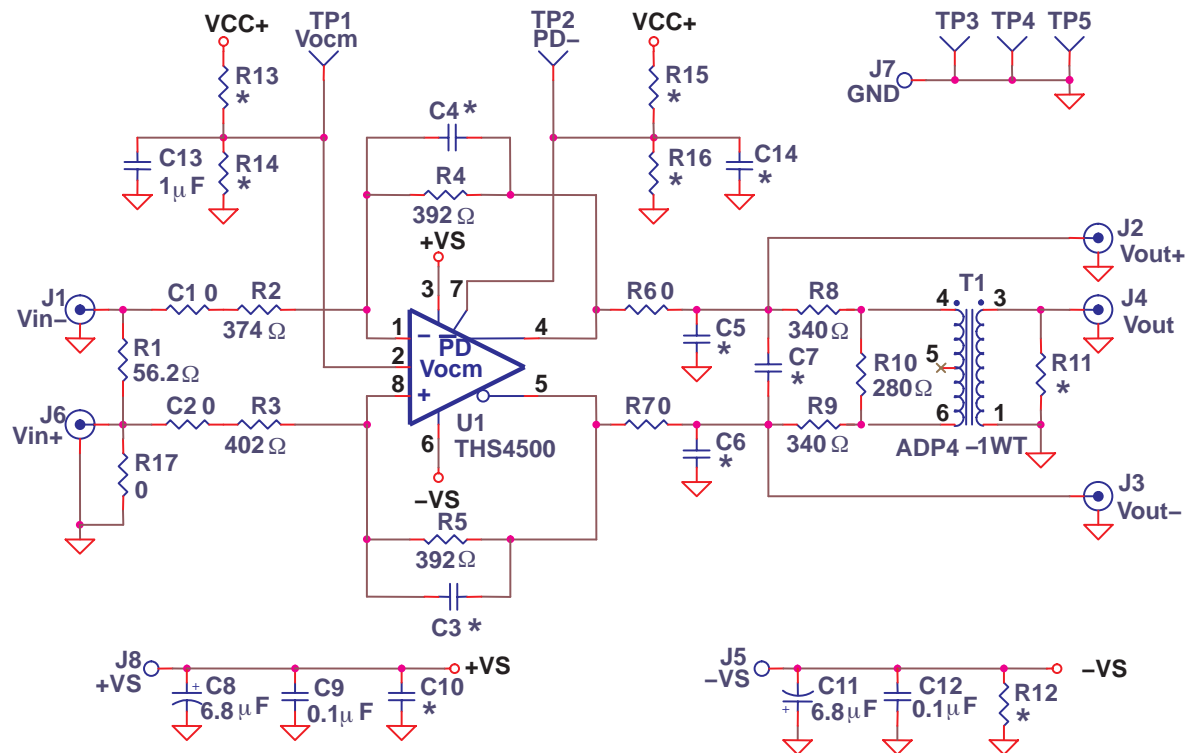 VCC+
TP1
Vocm
TP2
PD–
TP3 TP4 TP5
R13
*
R15
*
J7
GND
C4 *
C13
1μF
R14
*
R16
*
C14
*
R4
392 Ω
+VS
VCC+
J2
Vout+
3 7
J1
Vin–
C1 0
R2
374 Ω
R6 0
R8
340 Ω
T1
4 3
J4
Vout
1 –
PD
4
2 Vocm
8 +
5
C5
*
R1
56.2Ω
C7
*
R10
280Ω
5
R11
*
J6
Vin+
C2 0
R3
402 Ω
U1
THS4500
R7 0
R9
340 Ω
6 1
ADP4 –1WT
6
–VS
C6
*
R17
0
R5
392Ω
J3
Vout–
C3 *
J8
+VS
+VS
J5
–VS
–VS
+
C8
6.8μF
C9
0.1μF
C10
*
+
C11
6.8μF
C12
0.1μF
R12
*